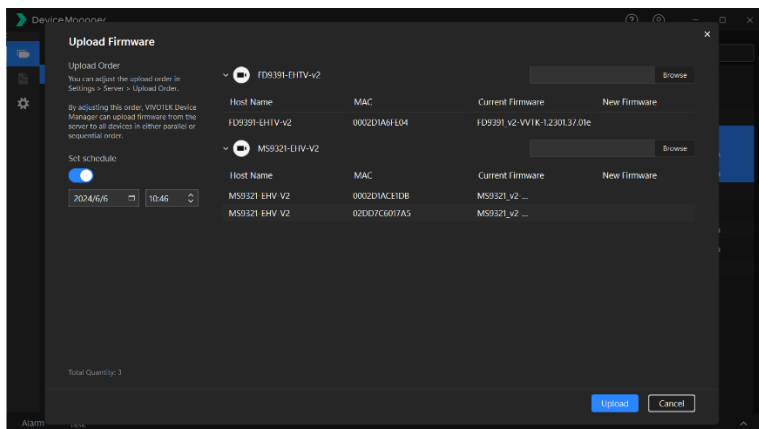 Upload Firmware
Upload Order
You can adjust the upload order in
Settings > Server > Upload Order.
By adjusting this order, VIVOTEK Device
Manager can upload firmware from the
server to all devices in either parallel or
sequential order.
Set schedule
2024/6/6 10:46
Total Quantity: 3
FD9391-EHTV-v2 Browse
Host Name MAC Current Firmware New Firmware
FD9391-EHTV-v2 0002D1A6FE04 FD9391_v2-VVTK-1.2301.37.01e
MS9321-EHV-V2 Browse
Host Name MAC Current Firmware New Firmware
MS9321-EHV-V2 0002D1ACE1DB MS9321_v2-...
MS9321-EHV-V2 02DD7C6017A5 MS9321_v2-...
Upload Cancel
Alarm